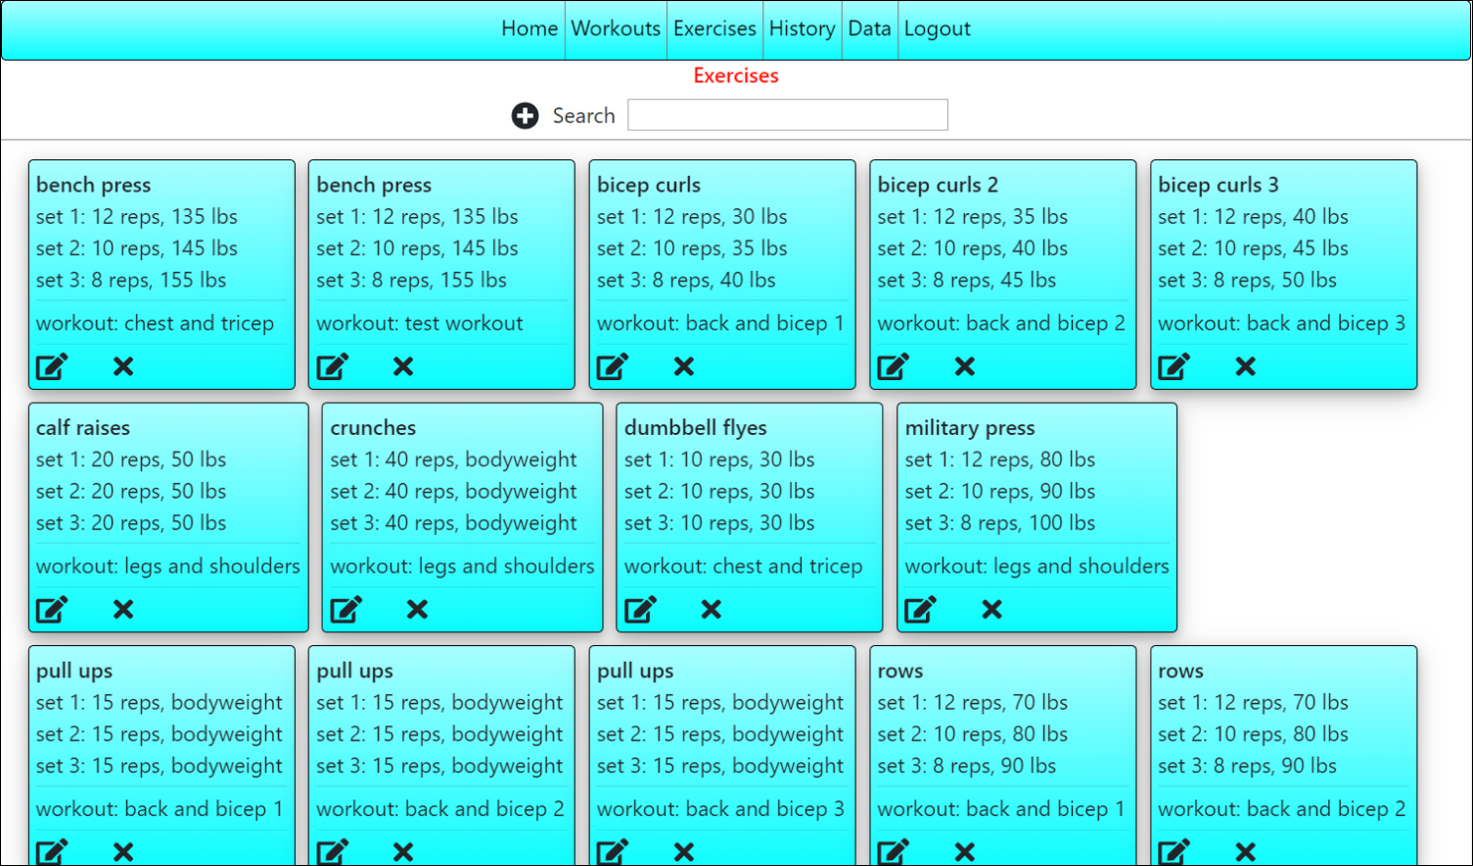 Home Workouts Exercises History Data Logout
Exercises
Search
bench press
set 1: 12 reps, 135 lbs
set 2: 10 reps, 145 lbs
set 3: 8 reps, 155 lbs
workout: chest and tricep
bench press
set 1: 12 reps, 135 lbs
set 2: 10 reps, 145 lbs
set 3: 8 reps, 155 lbs
workout: test workout
bicep curls
set 1: 12 reps, 30 lbs
set 2: 10 reps, 35 lbs
set 3: 8 reps, 40 lbs
workout: back and bicep 1
bicep curls 2
set 1: 12 reps, 35 lbs
set 2: 10 reps, 40 lbs
set 3: 8 reps, 45 lbs
workout: back and bicep 2
bicep curls 3
set 1: 12 reps, 40 lbs
set 2: 10 reps, 45 lbs
set 3: 8 reps, 50 lbs
workout: back and bicep 3
calf raises
set 1: 20 reps, 50 lbs
set 2: 20 reps, 50 lbs
set 3: 20 reps, 50 lbs
workout: legs and shoulders
crunches
set 1: 40 reps, bodyweight
set 2: 40 reps, bodyweight
set 3: 40 reps, bodyweight
workout: legs and shoulders
dumbbell flyes
set 1: 10 reps, 30 lbs
set 2: 10 reps, 30 lbs
set 3: 10 reps, 30 lbs
workout: chest and tricep
military press
set 1: 12 reps, 80 lbs
set 2: 10 reps, 90 lbs
set 3: 8 reps, 100 lbs
workout: legs and shoulders
pull ups
set 1: 15 reps, bodyweight
set 2: 15 reps, bodyweight
set 3: 15 reps, bodyweight
workout: back and bicep 1
pull ups
set 1: 15 reps, bodyweight
set 2: 15 reps, bodyweight
set 3: 15 reps, bodyweight
workout: back and bicep 2
pull ups
set 1: 15 reps, bodyweight
set 2: 15 reps, bodyweight
set 3: 15 reps, bodyweight
workout: back and bicep 3
rows
set 1: 12 reps, 70 lbs
set 2: 10 reps, 80 lbs
set 3: 8 reps, 90 lbs
workout: back and bicep 1
rows
set 1: 12 reps, 70 lbs
set 2: 10 reps, 80 lbs
set 3: 8 reps, 90 lbs
workout: back and bicep 2